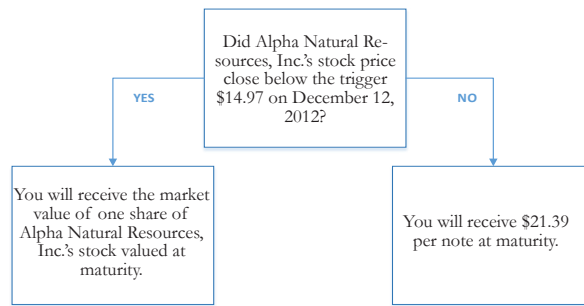 Did Alpha Natural Re-
sources, Inc.'s stock price
close below the trigger
$14.97 on December 12,
2012?
YES
NO
You will receive the market
value of one share of
Alpha Natural Resources,
Inc.'s stock valued at
maturity.
You will receive $21.39
per note at maturity.